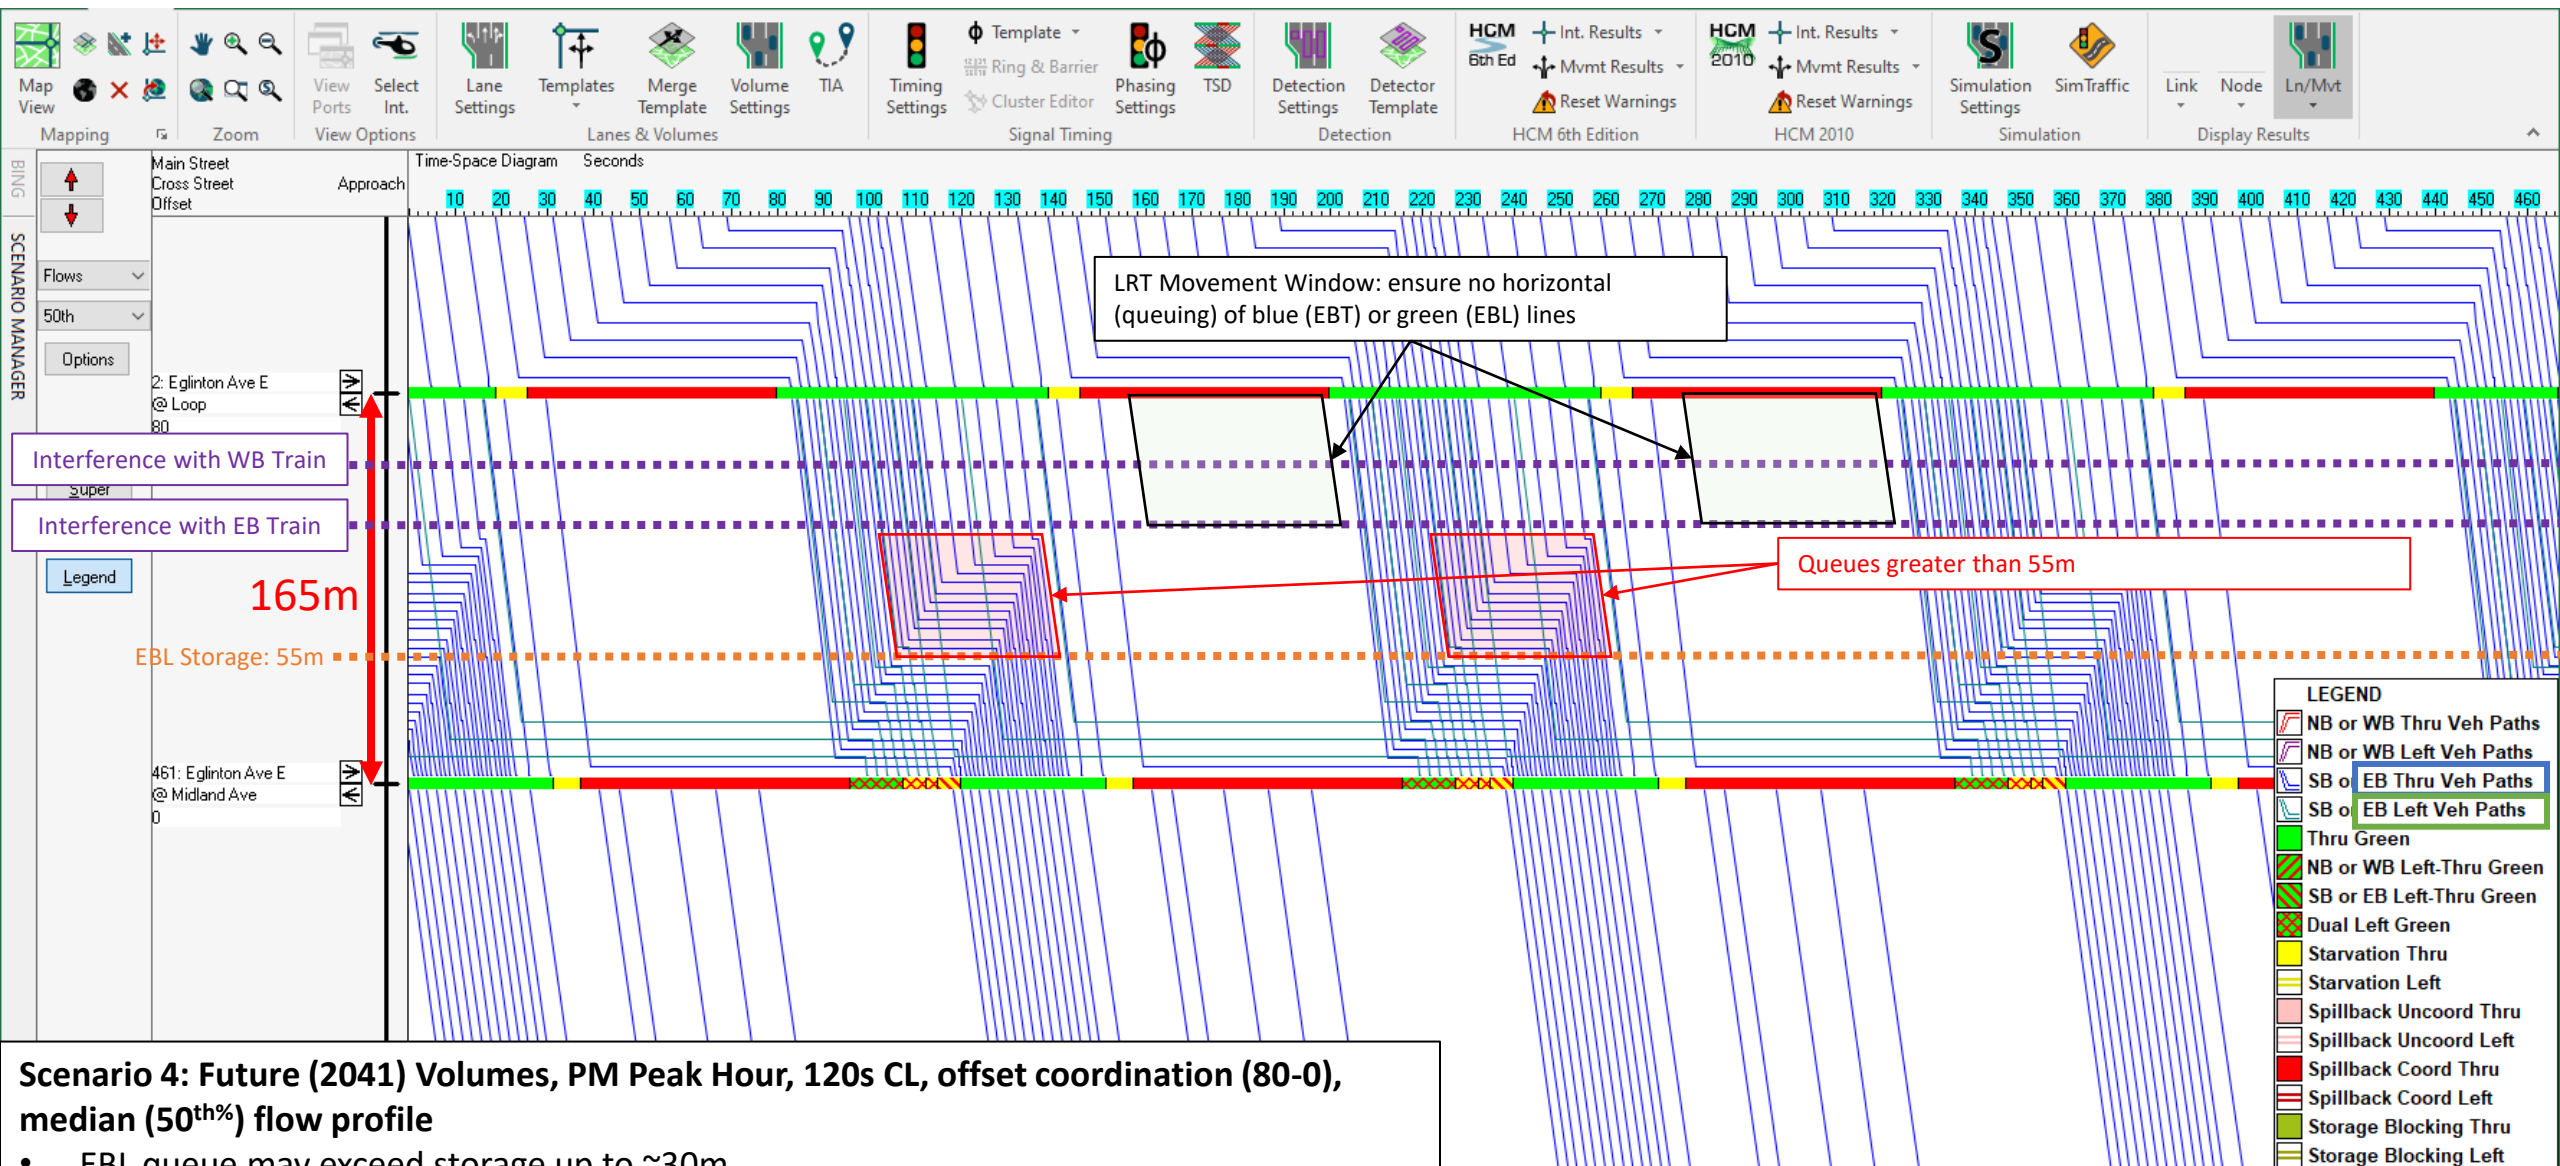 Map View
View Ports
Select Int.
Lane Settings
Templates
Merge Template
Volume Settings
TIA
Timing Settings
Φ Template
Ring & Barrier
Cluster Editor
Phasing Settings
TSD
Detection Settings
Detector Template
HCM 6th Ed
Int. Results
Mvmt Results
Reset Warnings
HCM 2010
Int. Results
Mvmt Results
Reset Warnings
Simulation Settings
SimTraffic
Link
Node
Ln/Mvt
Mapping
Zoom
View Options
Lanes & Volumes
Signal Timing
Detection
HCM 6th Edition
HCM 2010
Simulation
Display Results
BING
SCENARIO MANAGER
Main Street
Cross Street
Approach
Offset
Time-Space Diagram Seconds
10 20 30 40 50 60 70 80 90 100 110 120 130 140 150 160 170 180 190 200 210 220 230 240 250 260 270 280 290 300 310 320 330 340 350 360 370 380 390 400 410 420 430 440 450 460
Flows
50th
Options
LRT Movement Window: ensure no horizontal
(queuing) of blue (EBT) or green (EBL) lines
2: Eglinton Ave E
@ Loop
80
Interference with WB Train
Super
Interference with EB Train
Legend
165m
Queues greater than 55m
EBL Storage: 55m
461: Eglinton Ave E
@ Midland Ave
0
LEGEND
NB or WB Thru Veh Paths
NB or WB Left Veh Paths
SB or EB Thru Veh Paths
SB or EB Left Veh Paths
Thru Green
NB or WB Left-Thru Green
SB or EB Left-Thru Green
Dual Left Green
Starvation Thru
Starvation Left
Spillback Uncoord Thru
Spillback Uncoord Left
Spillback Coord Thru
Spillback Coord Left
Storage Blocking Thru
Storage Blocking Left
Scenario 4: Future (2041) Volumes, PM Peak Hour, 120s CL, offset coordination (80-0),
median (50th%) flow profile
• EBL queue may exceed storage up to ~30m